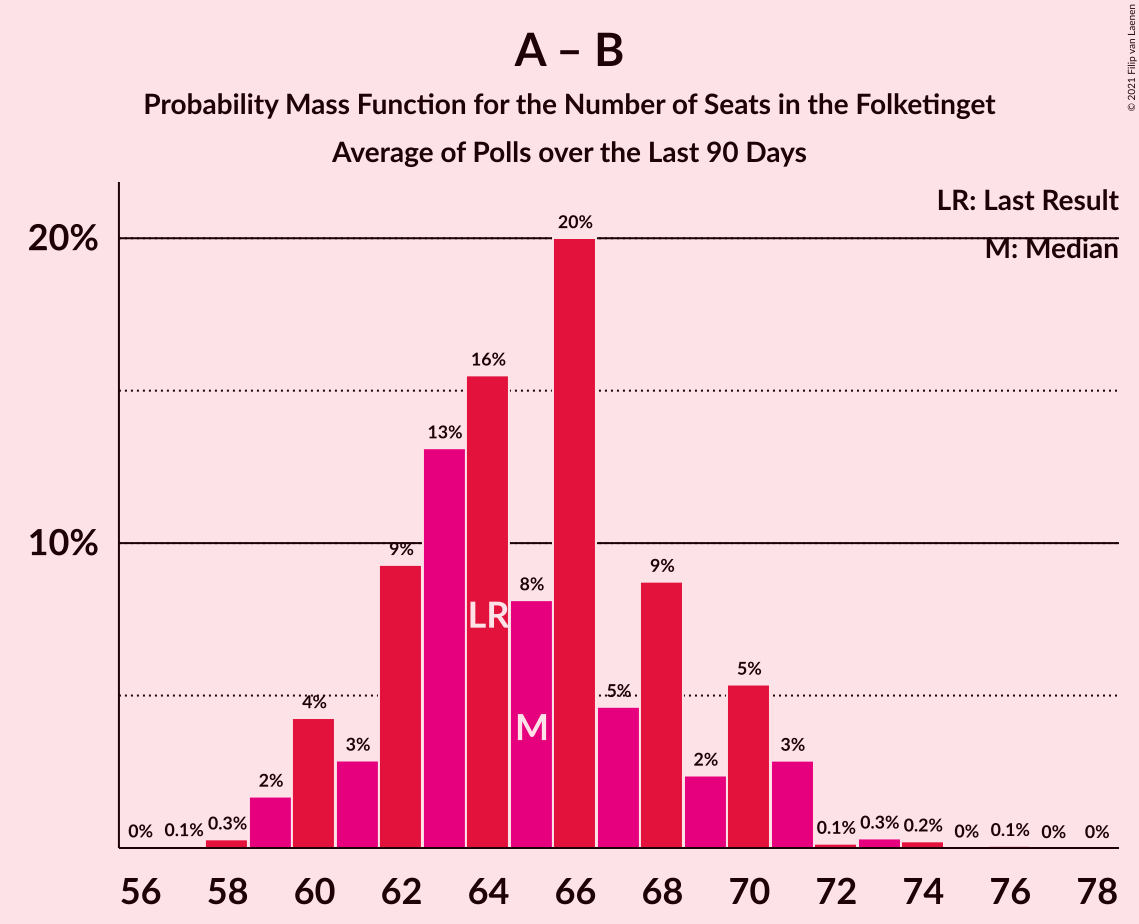 A – B
Probability Mass Function for the Number of Seats in the Folketinget
Average of Polls over the Last 90 Days
© 2021 Filip van Laenen
LR: Last Result
M: Median
20%
10%
0%
0.1%
0.3%
2%
4%
3%
9%
13%
16%
8%
20%
5%
9%
2%
5%
3%
0.1%
0.3%
0.2%
0%
0.1%
0%
0%
LR
M
56 58 60 62 64 66 68 70 72 74 76 78